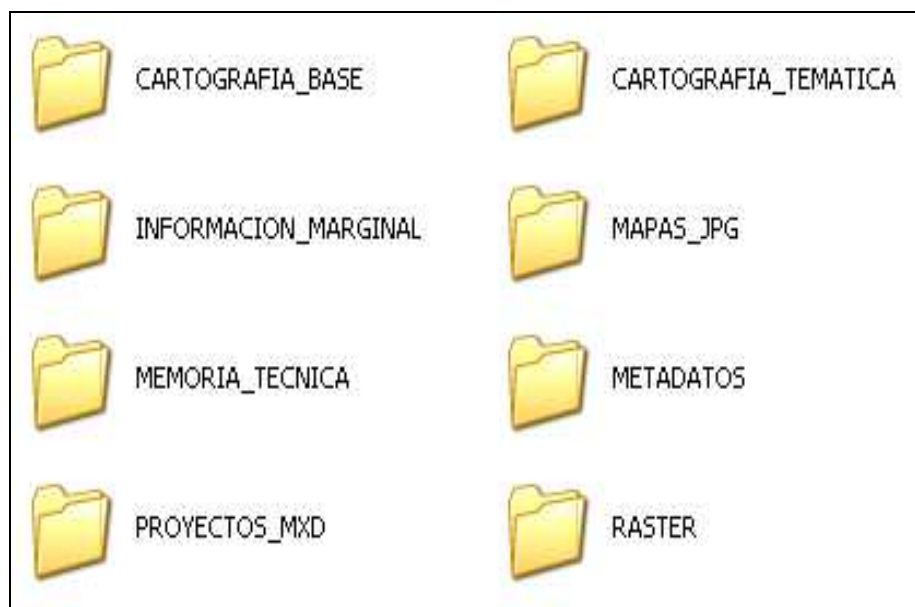 CARTOGRAFIA_BASE
CARTOGRAFIA_TEMATICA
INFORMACION_MARGINAL
MAPAS_JPG
MEMORIA_TECNICA
METADATOS
PROYECTOS_MXD
RASTER